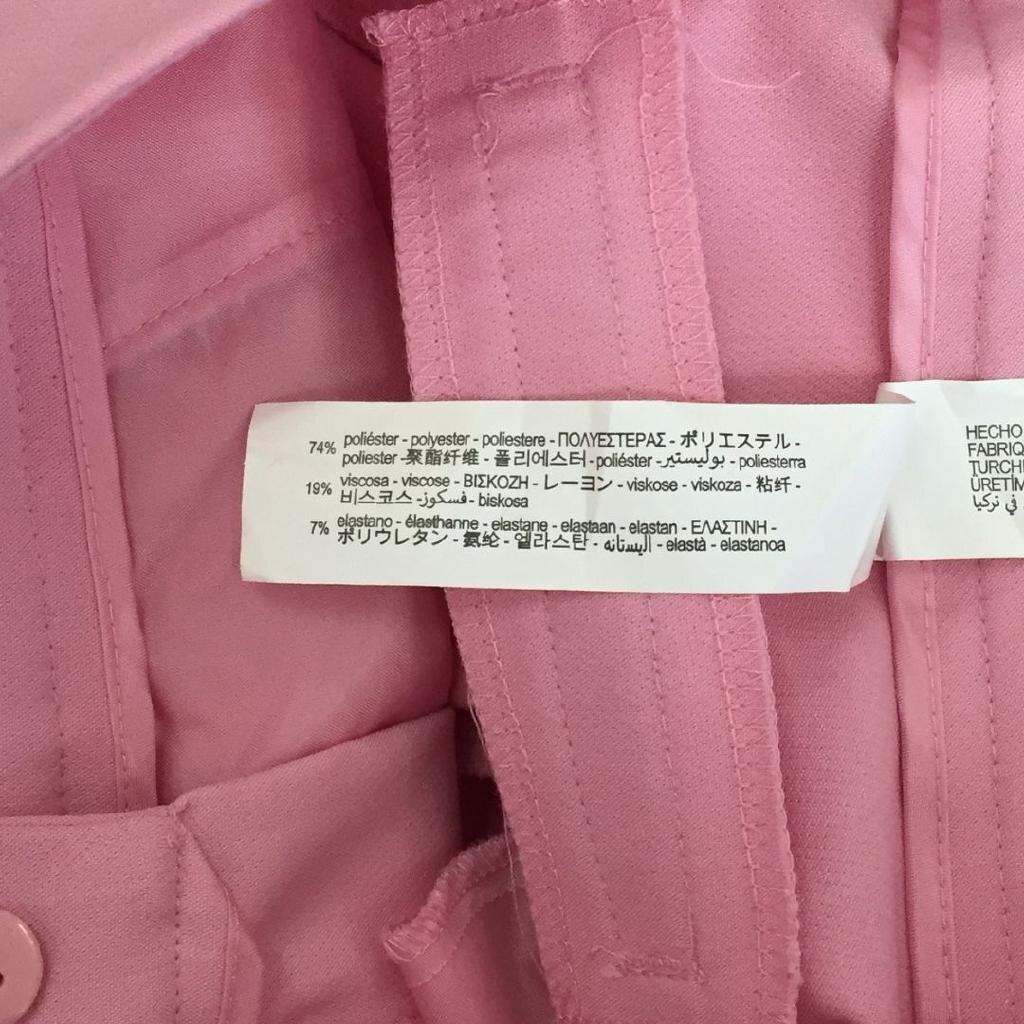 74% poliéster - polyester - poliestere - ΠΟΛΥΕΣΤΕΡΑΣ - ポリエステル -
poliester -聚酯纤维 - 폴리에스터 -poliéster -بوليستير - poliesterra
19% viscosa - viscose - ΒΙΣΚΟΖΗ - レーヨン - viskose - viskoza - 粘纤 -
비스코스 -فسكوز- biskosa
7% elastano - élasthanne - elastane - elastaan - elastan - ΕΛΑΣΤΙΝΗ -
ポリウレタン - 氨纶 - 엘라스탄 - اليستانه - elastà - elastanoa
HECHO
FABRIQ
TURCHI
ÜRETİM
في تركيا